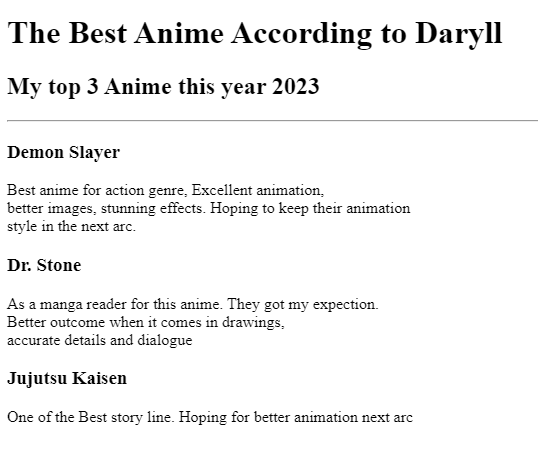 The Best Anime According to Daryll
My top 3 Anime this year 2023
Demon Slayer
Best anime for action genre, Excellent animation,
better images, stunning effects. Hoping to keep their animation
style in the next arc.
Dr. Stone
As a manga reader for this anime. They got my expection.
Better outcome when it comes in drawings,
accurate details and dialogue
Jujutsu Kaisen
One of the Best story line. Hoping for better animation next arc